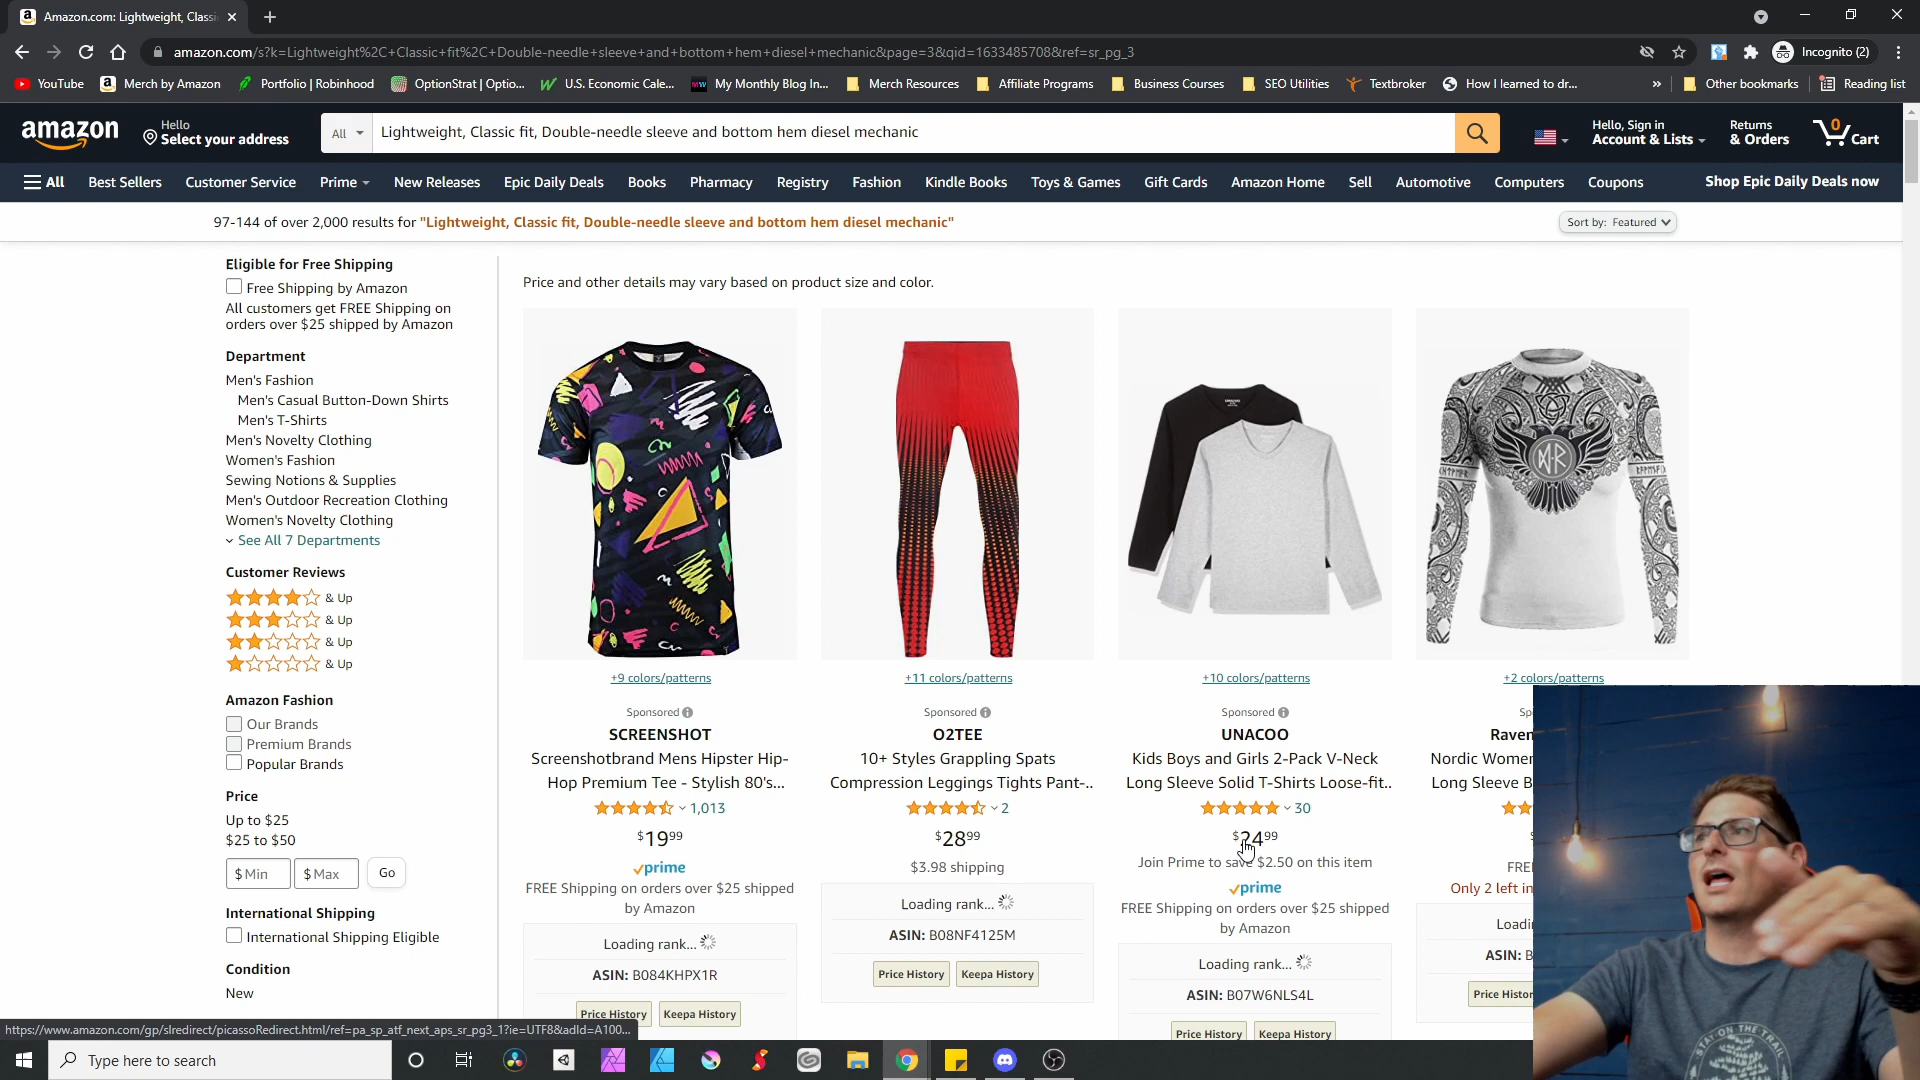 Amazon.com: Lightweight, Classi
amazon.com/s?k=Lightweight%2C+Classic+fit%2C+Double-needle+sleeve+and+bottom+hem+diesel+mechanic&page=3&qid=1633485708&ref=sr_pg_3
Incognito (2)
YouTube Merch by Amazon Portfolio | Robinhood OptionStrat | Optio... U.S. Economic Cale... My Monthly Blog In... Merch Resources Affiliate Programs Business Courses SEO Utilities Textbroker How I learned to dr... » Other bookmarks Reading list
amazon
Hello
Select your address
All
Lightweight, Classic fit, Double-needle sleeve and bottom hem diesel mechanic
Hello, Sign in
Account & Lists
Returns
& Orders
0
Cart
All Best Sellers Customer Service Prime New Releases Epic Daily Deals Books Pharmacy Registry Fashion Kindle Books Toys & Games Gift Cards Amazon Home Sell Automotive Computers Coupons Shop Epic Daily Deals now
97-144 of over 2,000 results for "Lightweight, Classic fit, Double-needle sleeve and bottom hem diesel mechanic"
Sort by: Featured
Eligible for Free Shipping
Free Shipping by Amazon
All customers get FREE Shipping on
orders over $25 shipped by Amazon
Department
Men's Fashion
Men's Casual Button-Down Shirts
Men's T-Shirts
Men's Novelty Clothing
Women's Fashion
Sewing Notions & Supplies
Men's Outdoor Recreation Clothing
Women's Novelty Clothing
See All 7 Departments
Customer Reviews
& Up
& Up
& Up
& Up
Amazon Fashion
Our Brands
Premium Brands
Popular Brands
Price
Up to $25
$25 to $50
$ Min $ Max Go
International Shipping
International Shipping Eligible
Condition
New
Price and other details may vary based on product size and color.
+9 colors/patterns
Sponsored
SCREENSHOT
Screenshotbrand Mens Hipster Hip-
Hop Premium Tee - Stylish 80's...
1,013
$1999
prime
FREE Shipping on orders over $25 shipped
by Amazon
Loading rank...
ASIN: B084KHPX1R
Price History Keepa History
+11 colors/patterns
Sponsored
O2TEE
10+ Styles Grappling Spats
Compression Leggings Tights Pant-..
2
$2899
$3.98 shipping
Loading rank...
ASIN: B08NF4125M
Price History Keepa History
+10 colors/patterns
Sponsored
UNACOO
Kids Boys and Girls 2-Pack V-Neck
Long Sleeve Solid T-Shirts Loose-fit..
30
$2499
Join Prime to save $2.50 on this item
prime
FREE Shipping on orders over $25 shipped
by Amazon
Loading rank...
ASIN: B07W6NLS4L
Price History Keepa History
+2 colors/patterns
Sp
Raven
Nordic Wome
Long Sleeve B
FRE
Only 2 left in
Loadi
ASIN: B
Price Histor
STAY ON THE TRAIL
https://www.amazon.com/gp/slredirect/picassoRedirect.html/ref=pa_sp_atf_next_aps_sr_pg3_1?ie=UTF8&adId=A100...
Type here to search